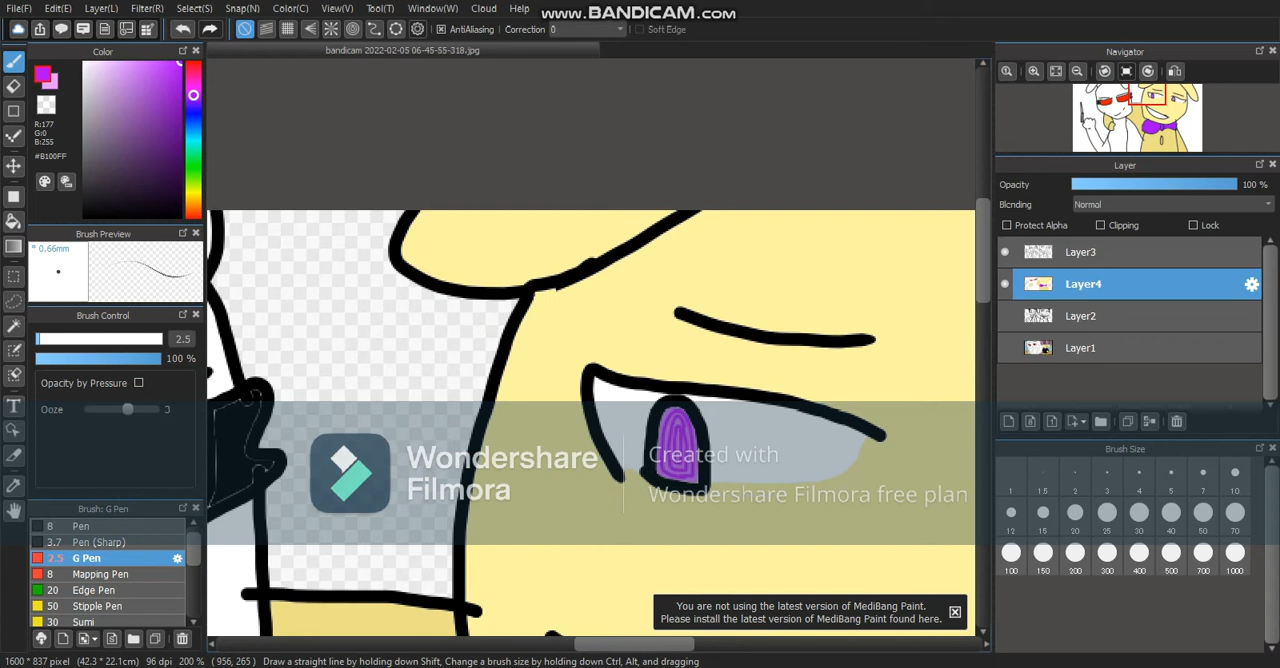 File(F) Edit(E) Layer(L) Filter(R) Select(S) Snap(N) Color(C) View(V) Tool(T) Window(W) Cloud Help
www.BANDICAM.com
AntiAliasing Correction 0 Soft Edge
Color
bandicam 2022-02-05 06-45-55-318.jpg
Navigator
R:177
G:0
B:255
#B100FF
Layer
Opacity 100 %
Blending Normal
Protect Alpha Clipping Lock
Brush Preview
* 0.66mm
Layer3
Layer4
Layer2
Layer1
Brush Control
2.5
100 %
Opacity by Pressure
Ooze
Wondershare
Filmora
Created with
Wondershare Filmora free plan
Brush Size
1 1.5 2 3 4 5 7 10
12 15 20 25 30 40 50 70
100 150 200 300 400 500 700 1000
Brush: G Pen
8 Pen
3.7 Pen (Sharp)
2.5 G Pen
8 Mapping Pen
20 Edge Pen
50 Stipple Pen
30 Sumi
You are not using the latest version of MediBang Paint.
Please install the latest version of MediBang Paint found here.
1600 * 837 pixel (42.3 * 22.1cm) 96 dpi 200 % (956, 265) Draw a straight line by holding down Shift, Change a brush size by holding down Ctrl, Alt, and dragging